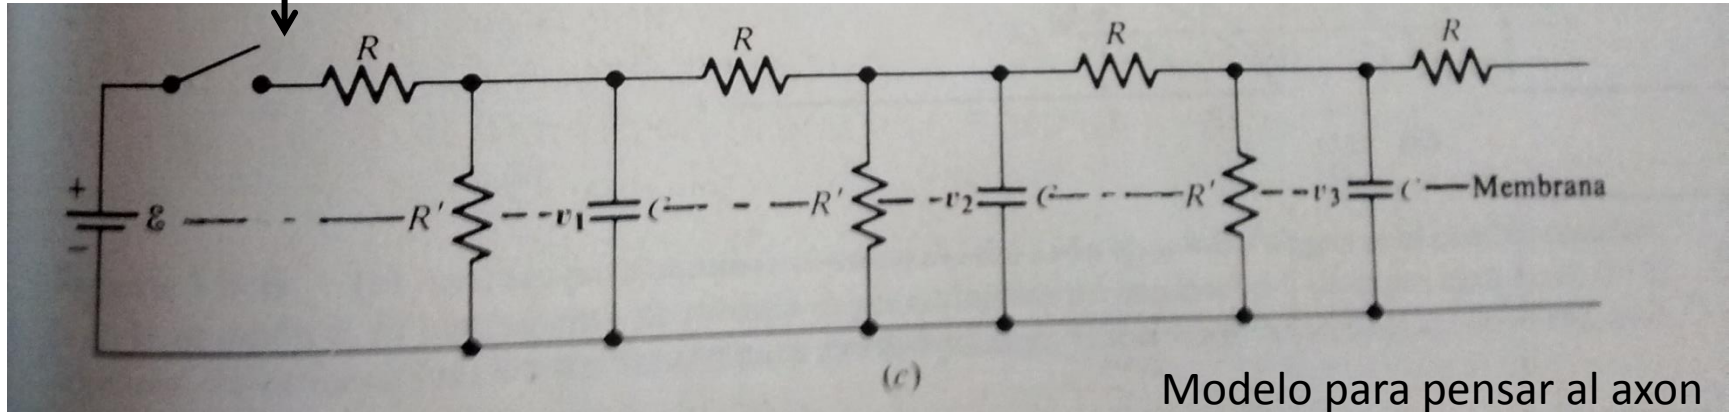 R R R R
+
ℰ R' v₁ C R' v₂ C R' v₃ C Membrana
−
(c)
Modelo para pensar al axon